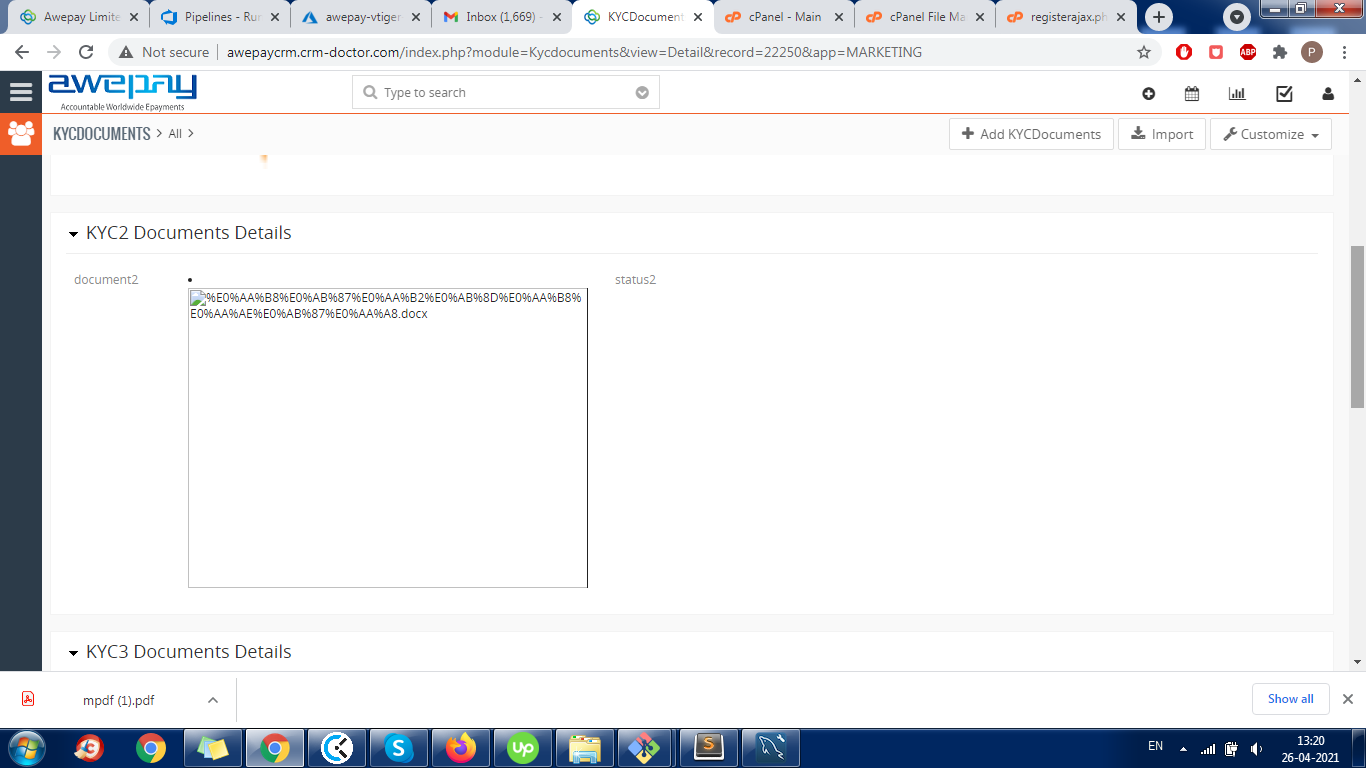 Awepay Limite
Pipelines - Ru
awepay-vtiger
Inbox (1,669) -
KYCDocument
cPanel - Main
cPanel File Ma
registerajax.ph
Not secure
awepaycrm.crm-doctor.com/index.php?module=Kycdocuments&view=Detail&record=22250&app=MARKETING
ABP
P
awepay
Accountable Worldwide Epayments
Type to search
KYCDOCUMENTS > All >
Add KYCDocuments
Import
Customize
KYC2 Documents Details
document2
%E0%AA%B8%E0%AB%87%E0%AA%B2%E0%AB%8D%E0%AA%B8%
E0%AA%AE%E0%AB%87%E0%AA%A8.docx
status2
KYC3 Documents Details
mpdf (1).pdf
Show all
EN
13:20
26-04-2021